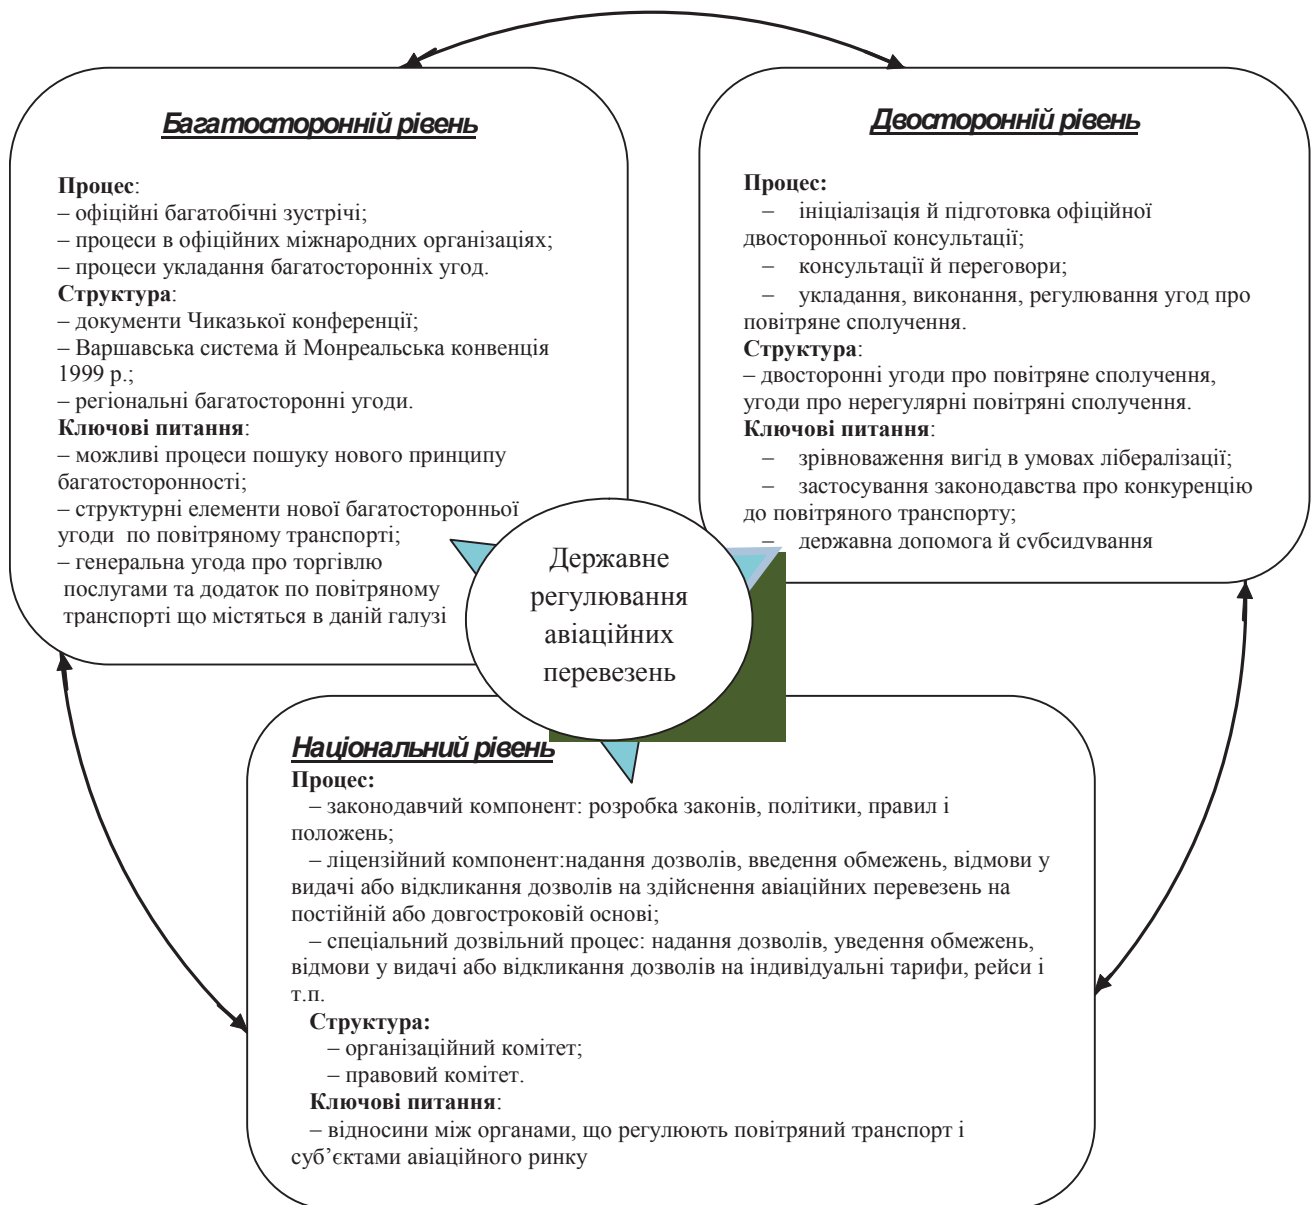 Багатосторонній рівень
Процес:
– офіційні багатобічні зустрічі;
– процеси в офіційних міжнародних організаціях;
– процеси укладання багатосторонніх угод.
Структура:
– документи Чиказької конференції;
– Варшавська система й Монреальська конвенція
1999 р.;
– регіональні багатосторонні угоди.
Ключові питання:
– можливі процеси пошуку нового принципу
багатосторонності;
– структурні елементи нової багатосторонньої
угоди по повітряному транспорті;
– генеральна угода про торгівлю
послугами та додаток по повітряному
транспорті що містяться в даній галузі
Двосторонній рівень
Процес:
– ініціалізація й підготовка офіційної
двосторонньої консультації;
– консультації й переговори;
– укладання, виконання, регулювання угод про
повітряне сполучення.
Структура:
– двосторонні угоди про повітряне сполучення,
угоди про нерегулярні повітряні сполучення.
Ключові питання:
– зрівноваження вигід в умовах лібералізації;
– застосування законодавства про конкуренцію
до повітряного транспорту;
– державна допомога й субсидування
Державне
регулювання
авіаційних
перевезень
Національний рівень
Процес:
– законодавчий компонент: розробка законів, політики, правил і
положень;
– ліцензійний компонент:надання дозволів, введення обмежень, відмови у
видачі або відкликання дозволів на здійснення авіаційних перевезень на
постійній або довгостроковій основі;
– спеціальний дозвільний процес: надання дозволів, уведення обмежень,
відмови у видачі або відкликання дозволів на індивідуальні тарифи, рейси і
т.п.
Структура:
– організаційний комітет;
– правовий комітет.
Ключові питання:
– відносини між органами, що регулюють повітряний транспорт і
суб’єктами авіаційного ринку